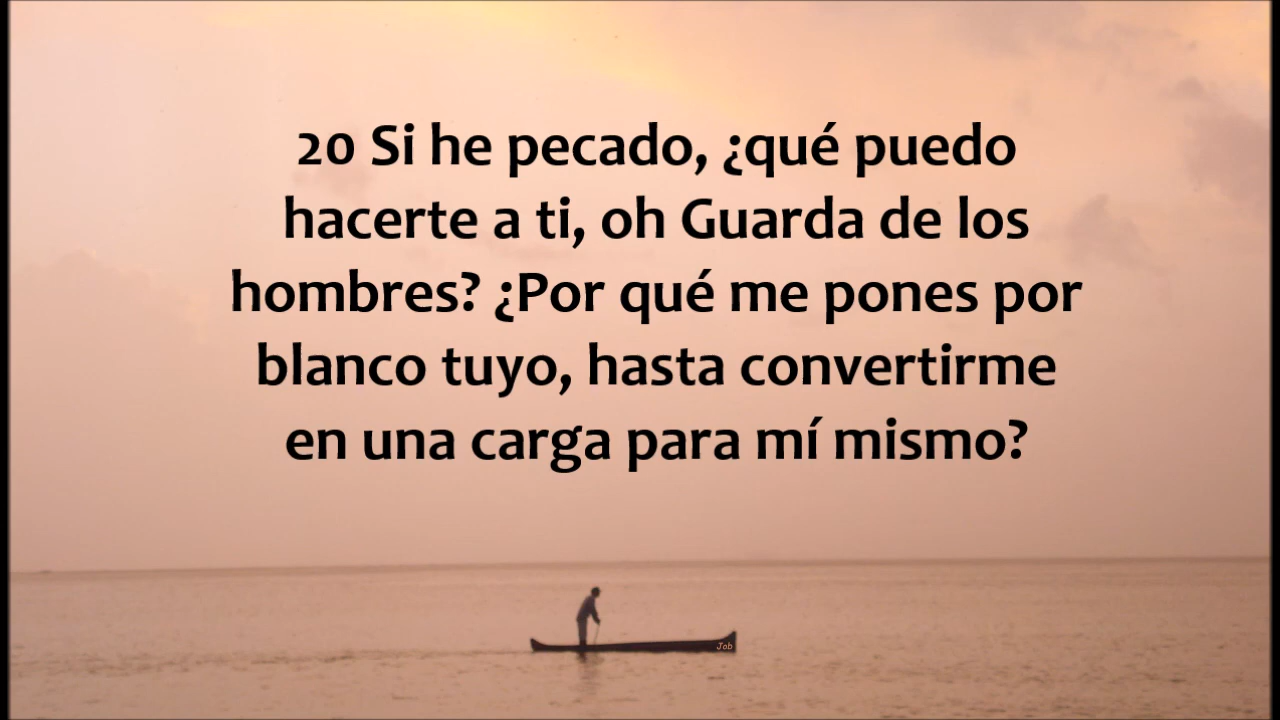 20 Si he pecado, ¿qué puedo
hacerte a ti, oh Guarda de los
hombres? ¿Por qué me pones por
blanco tuyo, hasta convertirme
en una carga para mí mismo?
Job